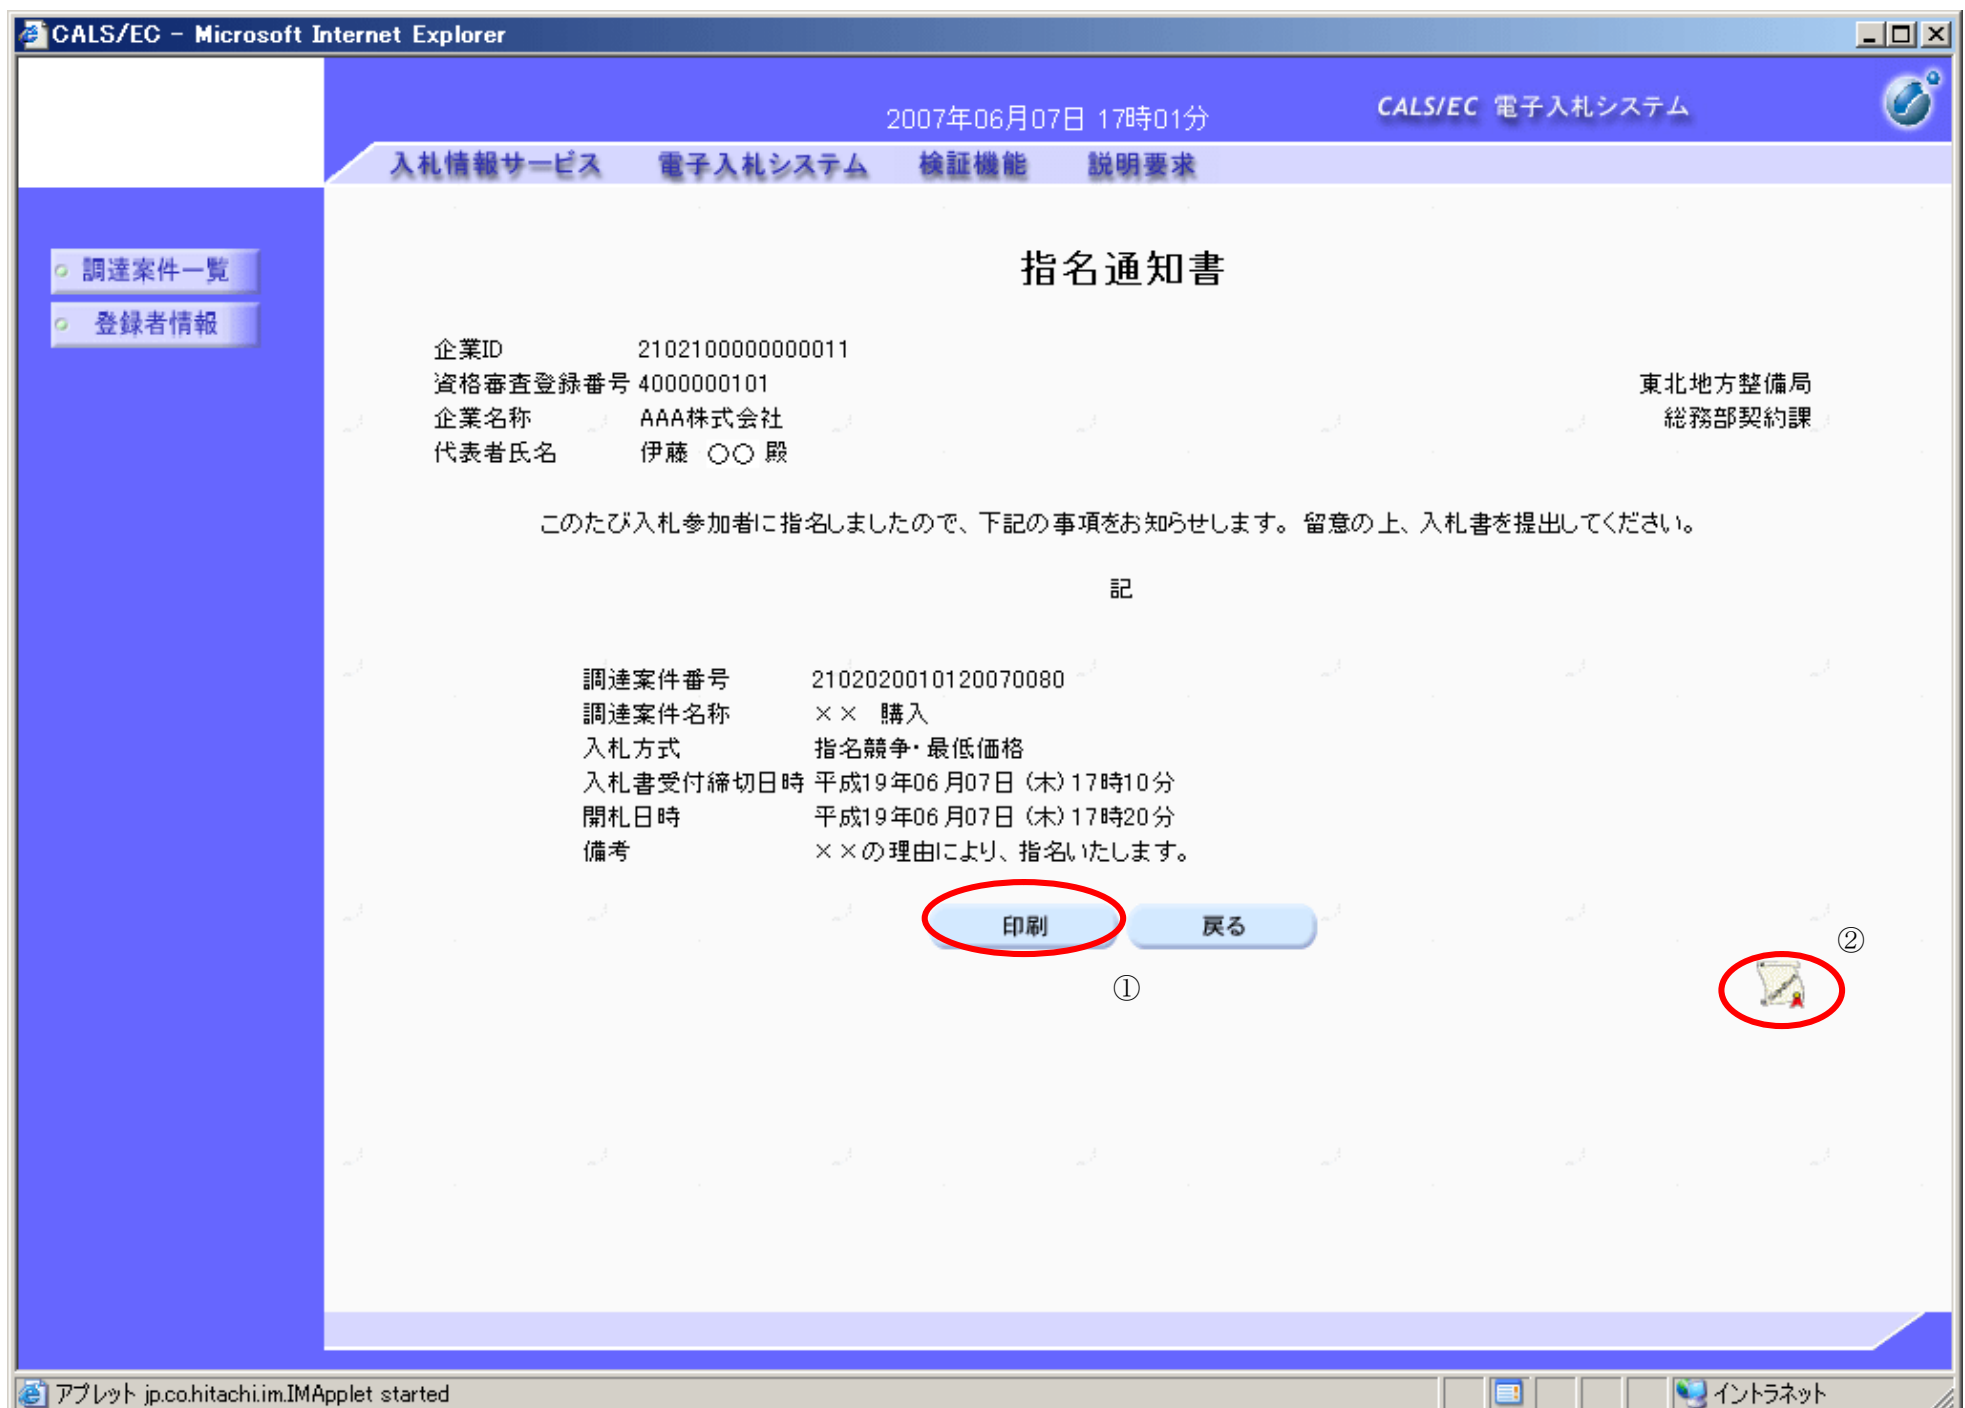 CALS/EC - Microsoft Internet Explorer
2007年06月07日 17時01分
CALS/EC 電子入札システム
入札情報サービス 電子入札システム 検証機能 説明要求
調達案件一覧
登録者情報
指名通知書
企業ID 2102100000000011
資格審査登録番号 4000000101
東北地方整備局
企業名称 AAA株式会社
総務部契約課
代表者氏名 伊藤 ○○ 殿
このたび入札参加者に指名しましたので、下記の事項をお知らせします。留意の上、入札書を提出してください。
記
調達案件番号 2102020010120070080
調達案件名称 ×× 購入
入札方式 指名競争・最低価格
入札書受付締切日時 平成19年06月07日(木)17時10分
開札日時 平成19年06月07日(木)17時20分
備考 ××の理由により、指名いたします。
印刷 戻る
②
①
アプレット jp.co.hitachi.im.IMApplet started
イントラネット